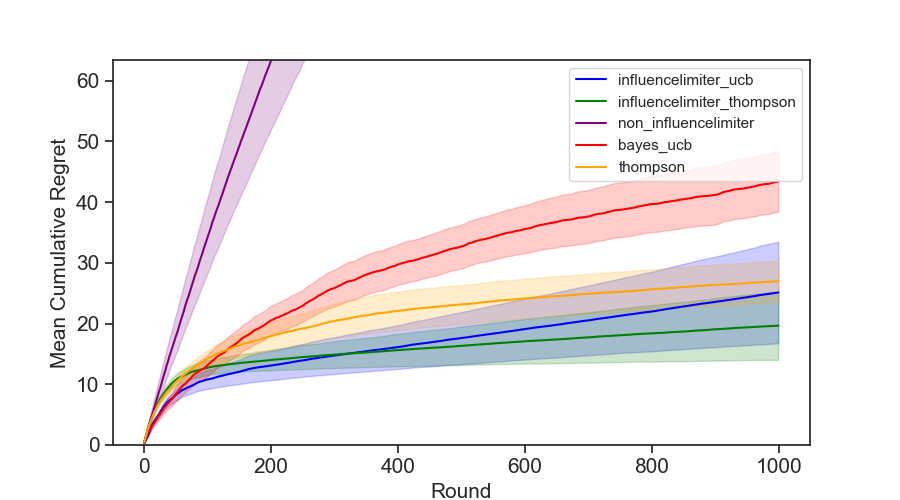 Mean Cumulative Regret
60
50
40
30
20
10
0
influencelimiter_ucb
influencelimiter_thompson
non_influencelimiter
bayes_ucb
thompson
0 200 400 600 800 1000
Round